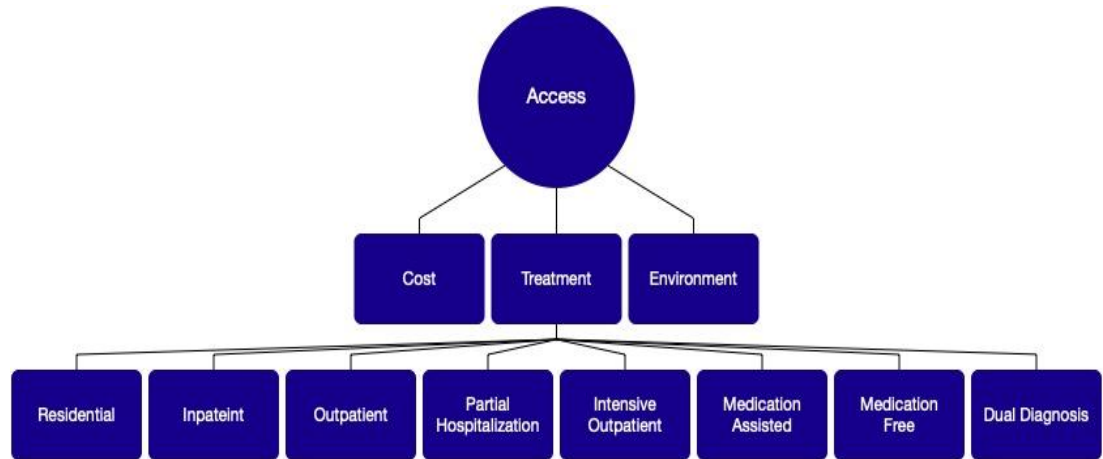 Access
Cost
Treatment
Environment
Residential
Inpateint
Outpatient
Partial
Hospitalization
Intensive
Outpatient
Medication
Assisted
Medication
Free
Dual Diagnosis